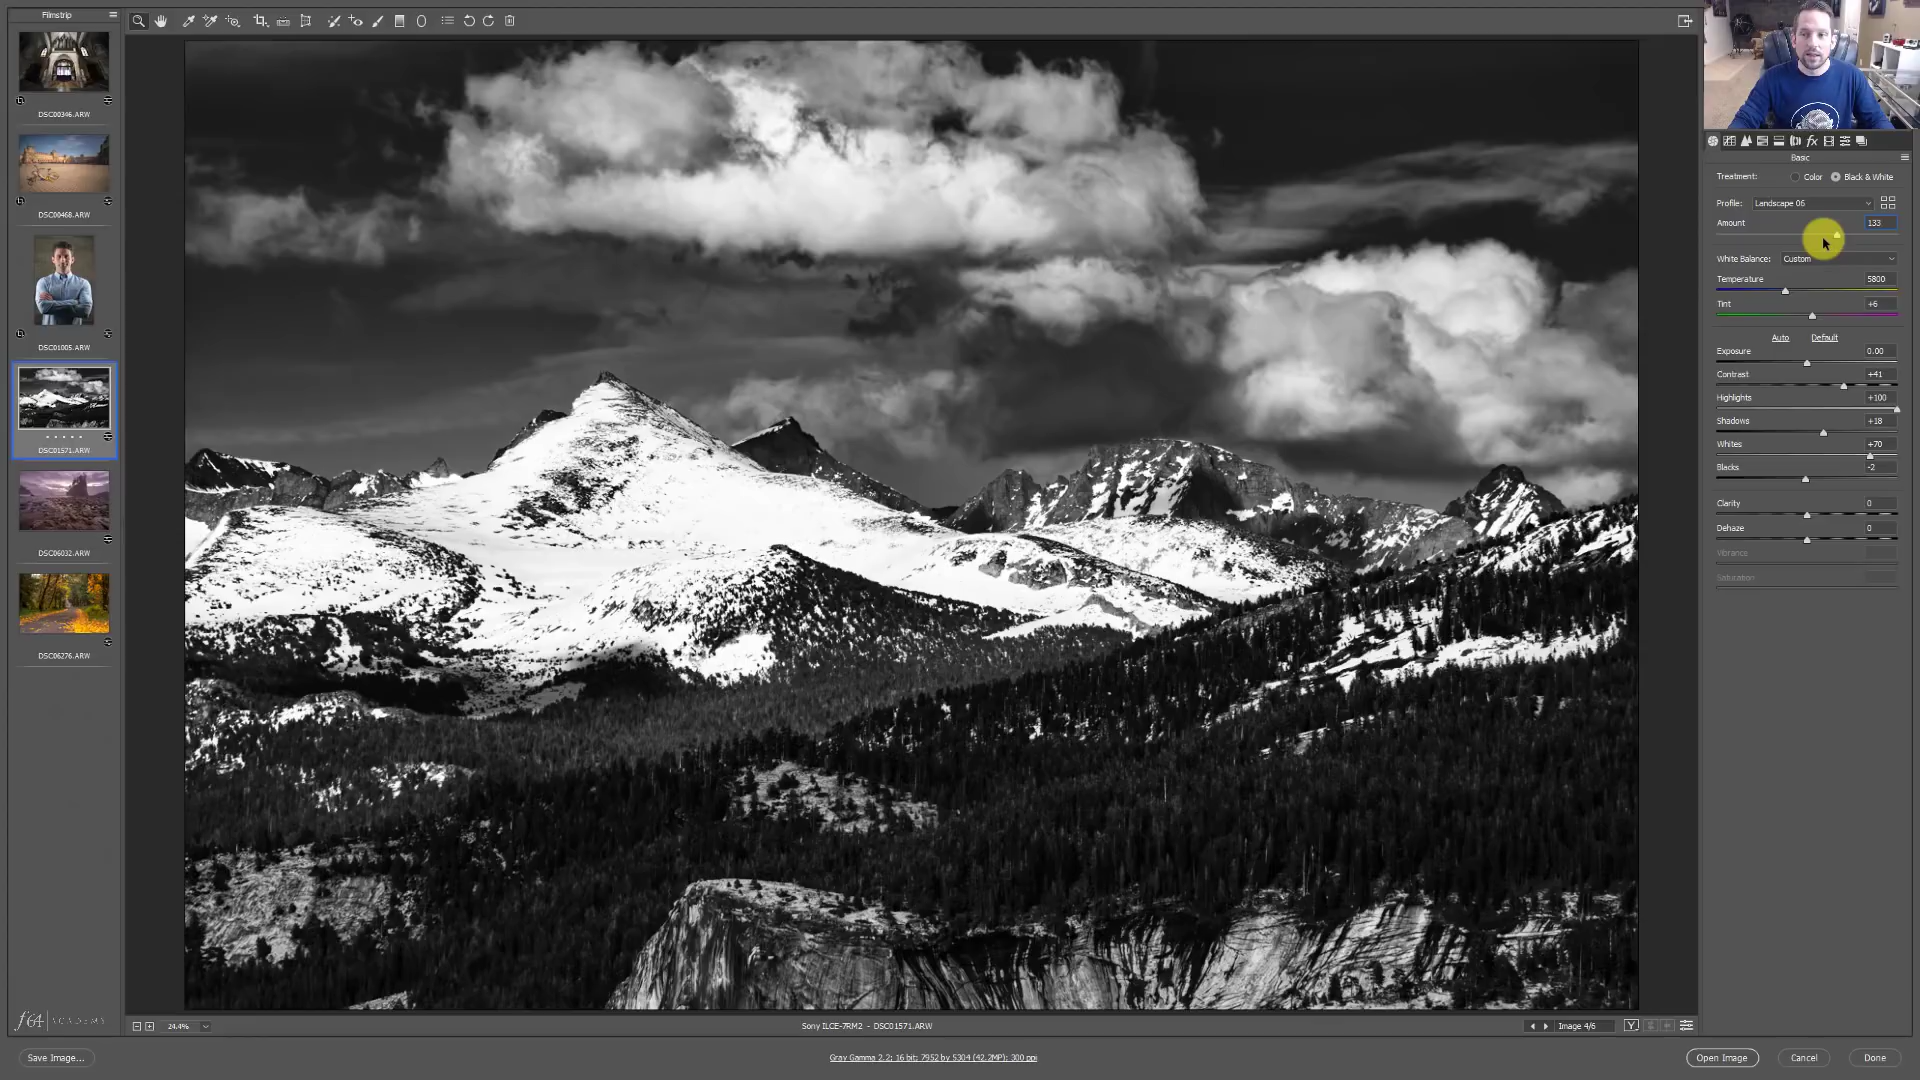 Filmstrip
DSC00346.ARW
DSC00468.ARW
DSC01005.ARW
DSC01571.ARW
DSC06032.ARW
DSC06276.ARW
f64 ACADEMY
24.4%
Sony ILCE-7RM2 - DSC01571.ARW
Image 4/6
Y
Save Image...
Gray Gamma 2.2; 16 bit; 7952 by 5304 (42.2MP); 300 ppi
Open Image
Cancel
Done
fx
Basic
Treatment: Color Black & White
Profile: Landscape 06
Amount 133
White Balance: Custom
Temperature 5800
Tint +6
Auto Default
Exposure 0.00
Contrast +41
Highlights +100
Shadows +18
Whites +70
Blacks -2
Clarity 0
Dehaze 0
Vibrance
Saturation